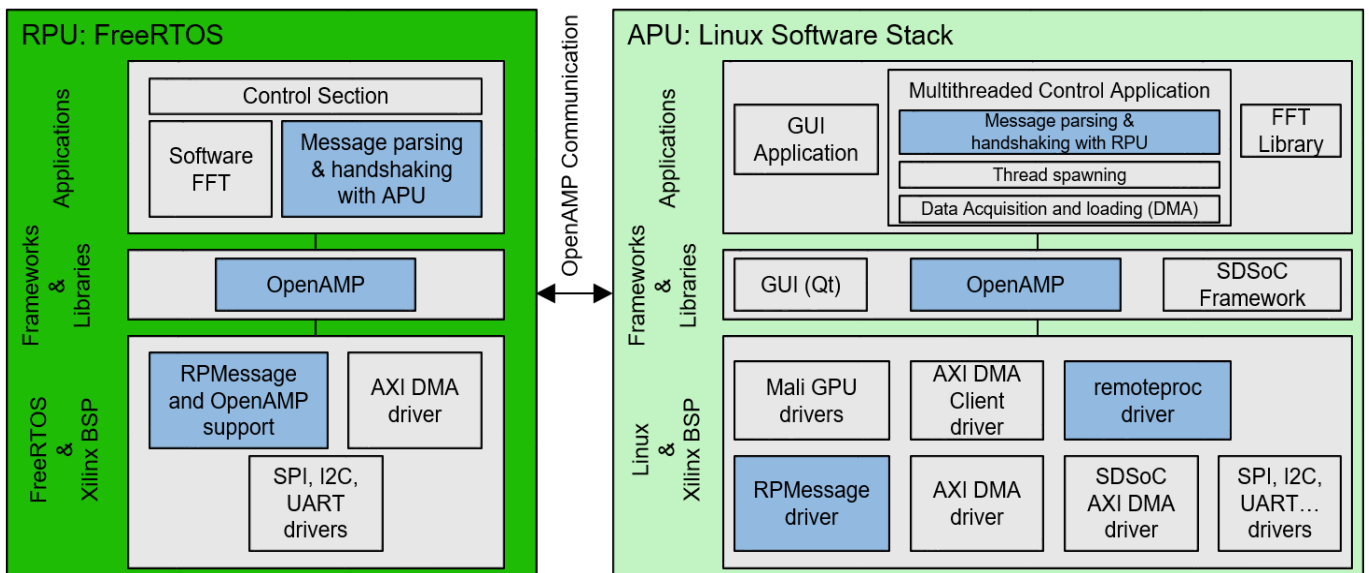 RPU: FreeRTOS
Applications
Control Section
Software
FFT
Message parsing
& handshaking
with APU
Frameworks
&
Libraries
OpenAMP
FreeRTOS
&
Xilinx BSP
RPMessage
and OpenAMP
support
AXI DMA
driver
SPI, I2C,
UART
drivers
OpenAMP Communication
APU: Linux Software Stack
Applications
GUI
Application
Multithreaded Control Application
Message parsing &
handshaking with RPU
Thread spawning
Data Acquisition and loading (DMA)
FFT
Library
Frameworks
&
Libraries
GUI (Qt)
OpenAMP
SDSoC
Framework
Linux
&
Xilinx BSP
Mali GPU
drivers
AXI DMA
Client
driver
remoteproc
driver
RPMessage
driver
AXI DMA
driver
SDSoC
AXI DMA
driver
SPI, I2C,
UART…
drivers